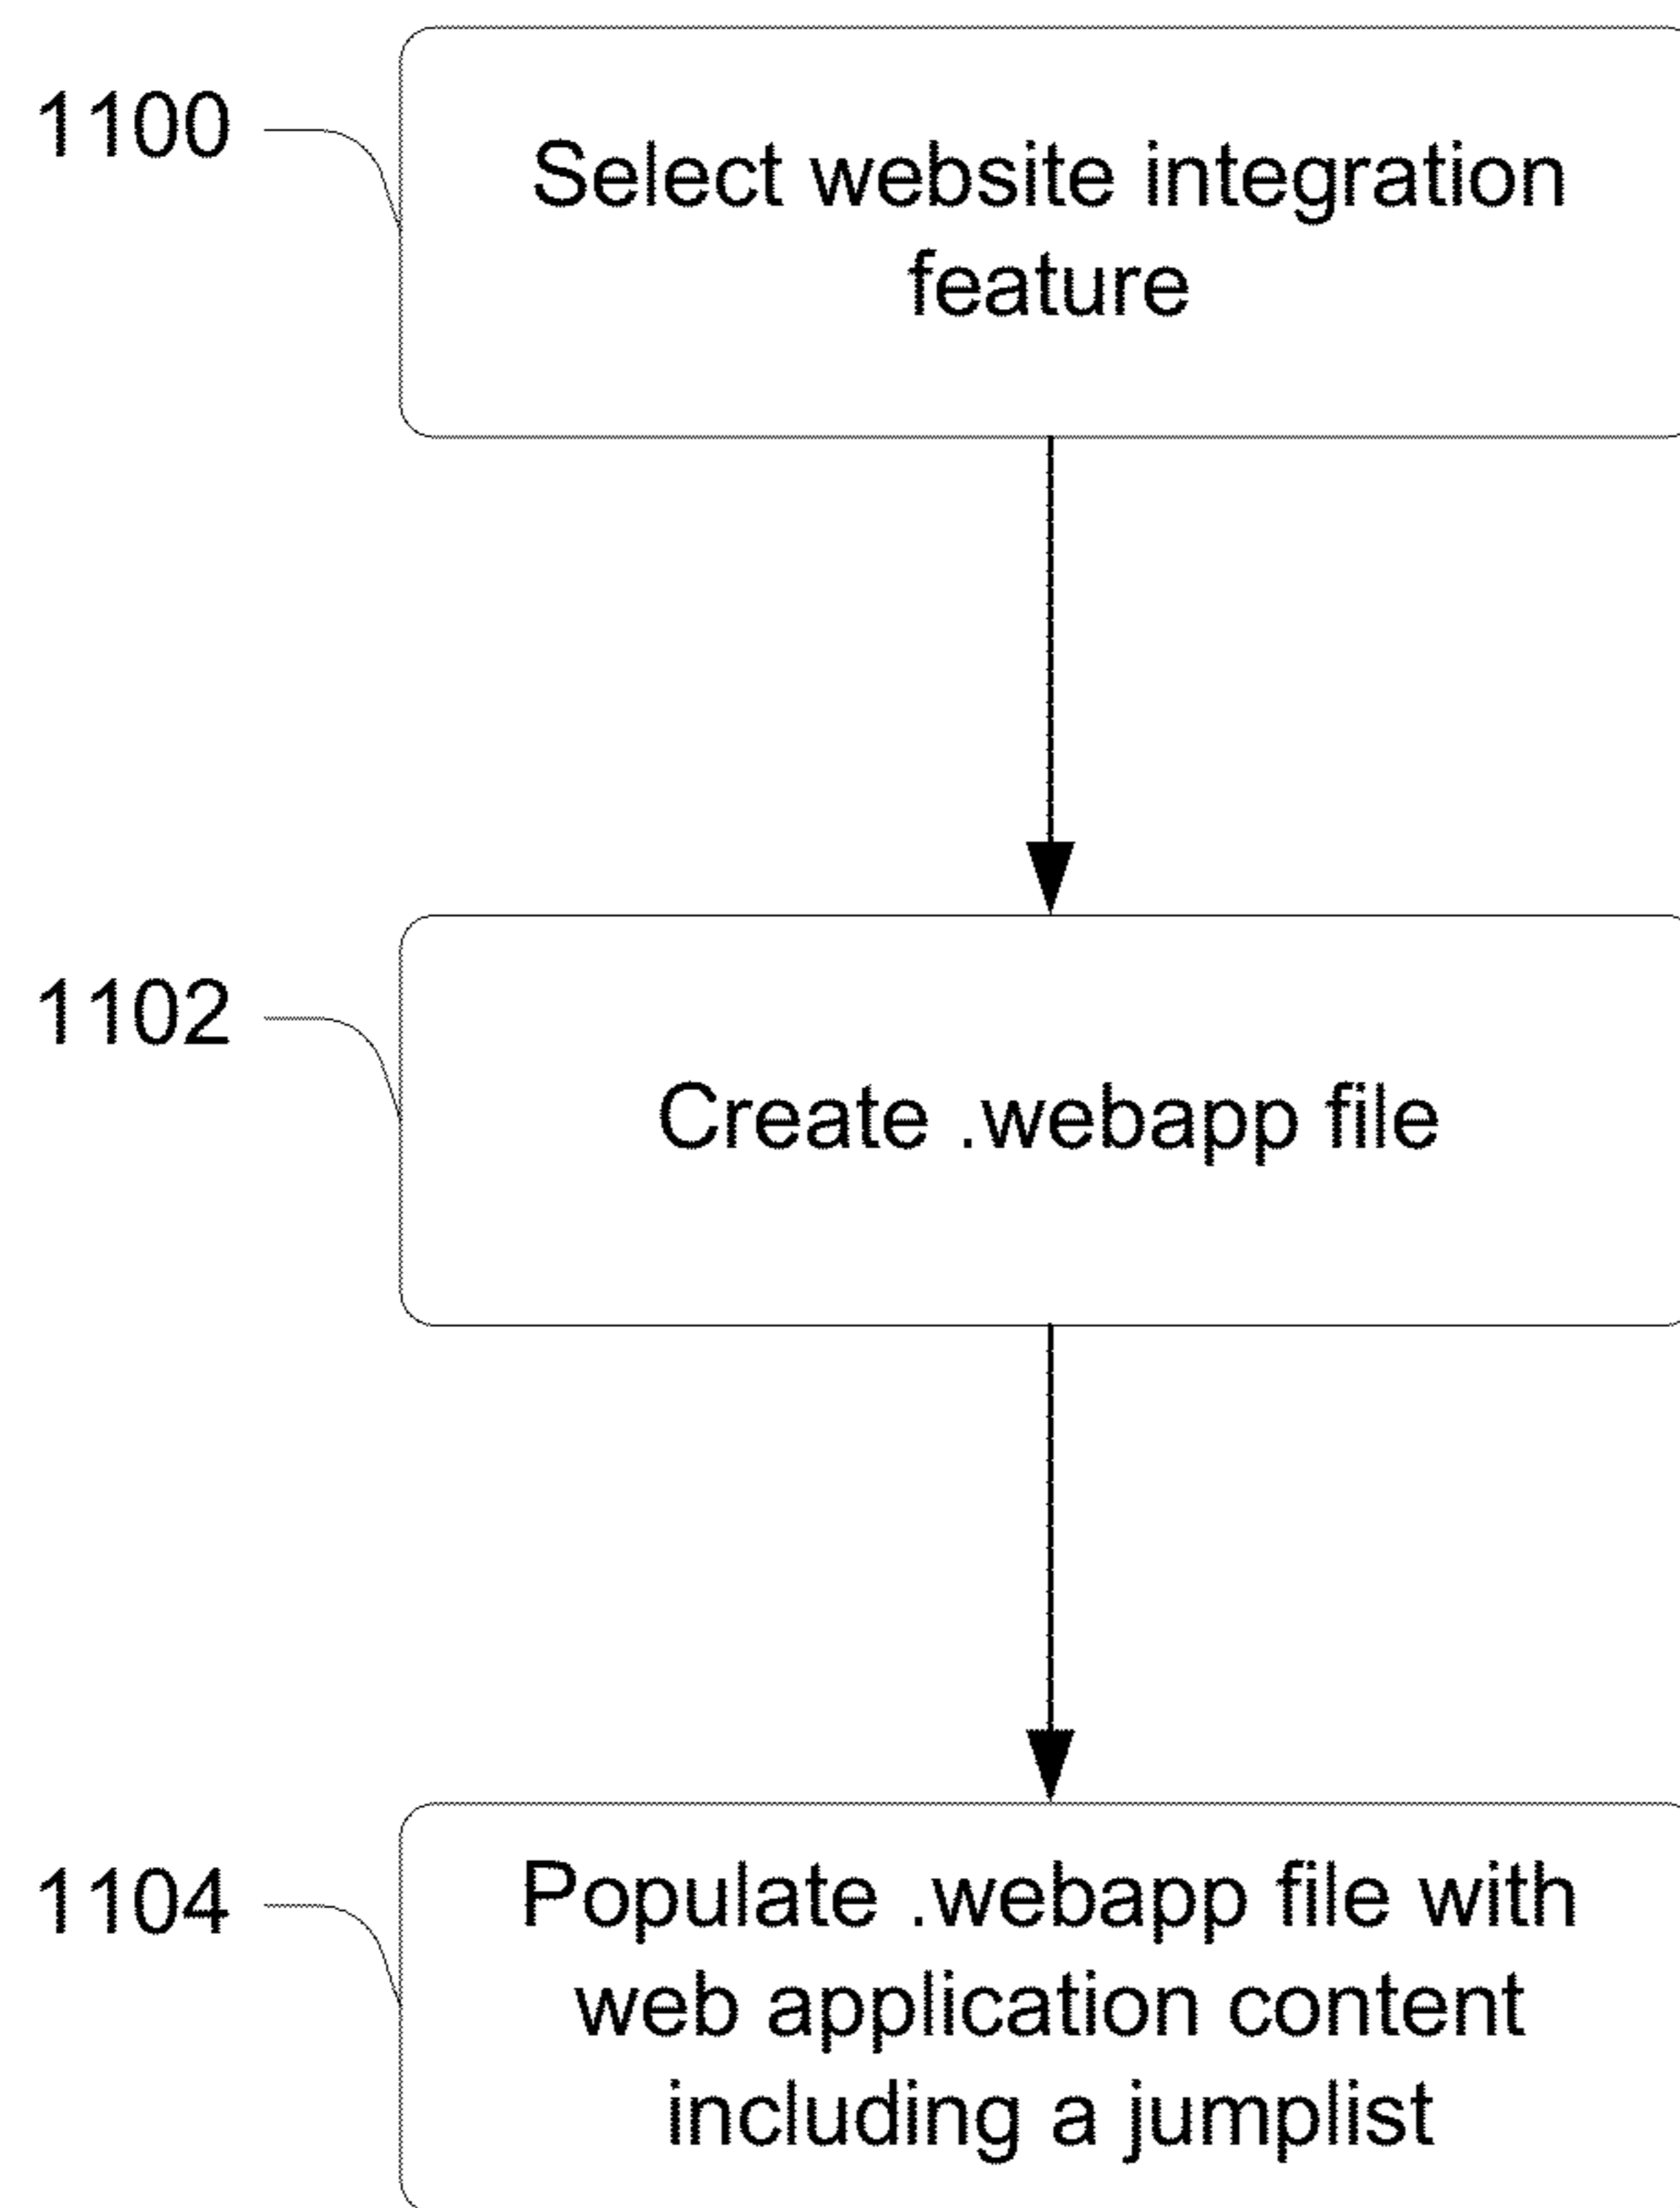 1100
Select website integration
feature
1102
Create .webapp file
1104
Populate .webapp file with
web application content
including a jumplist